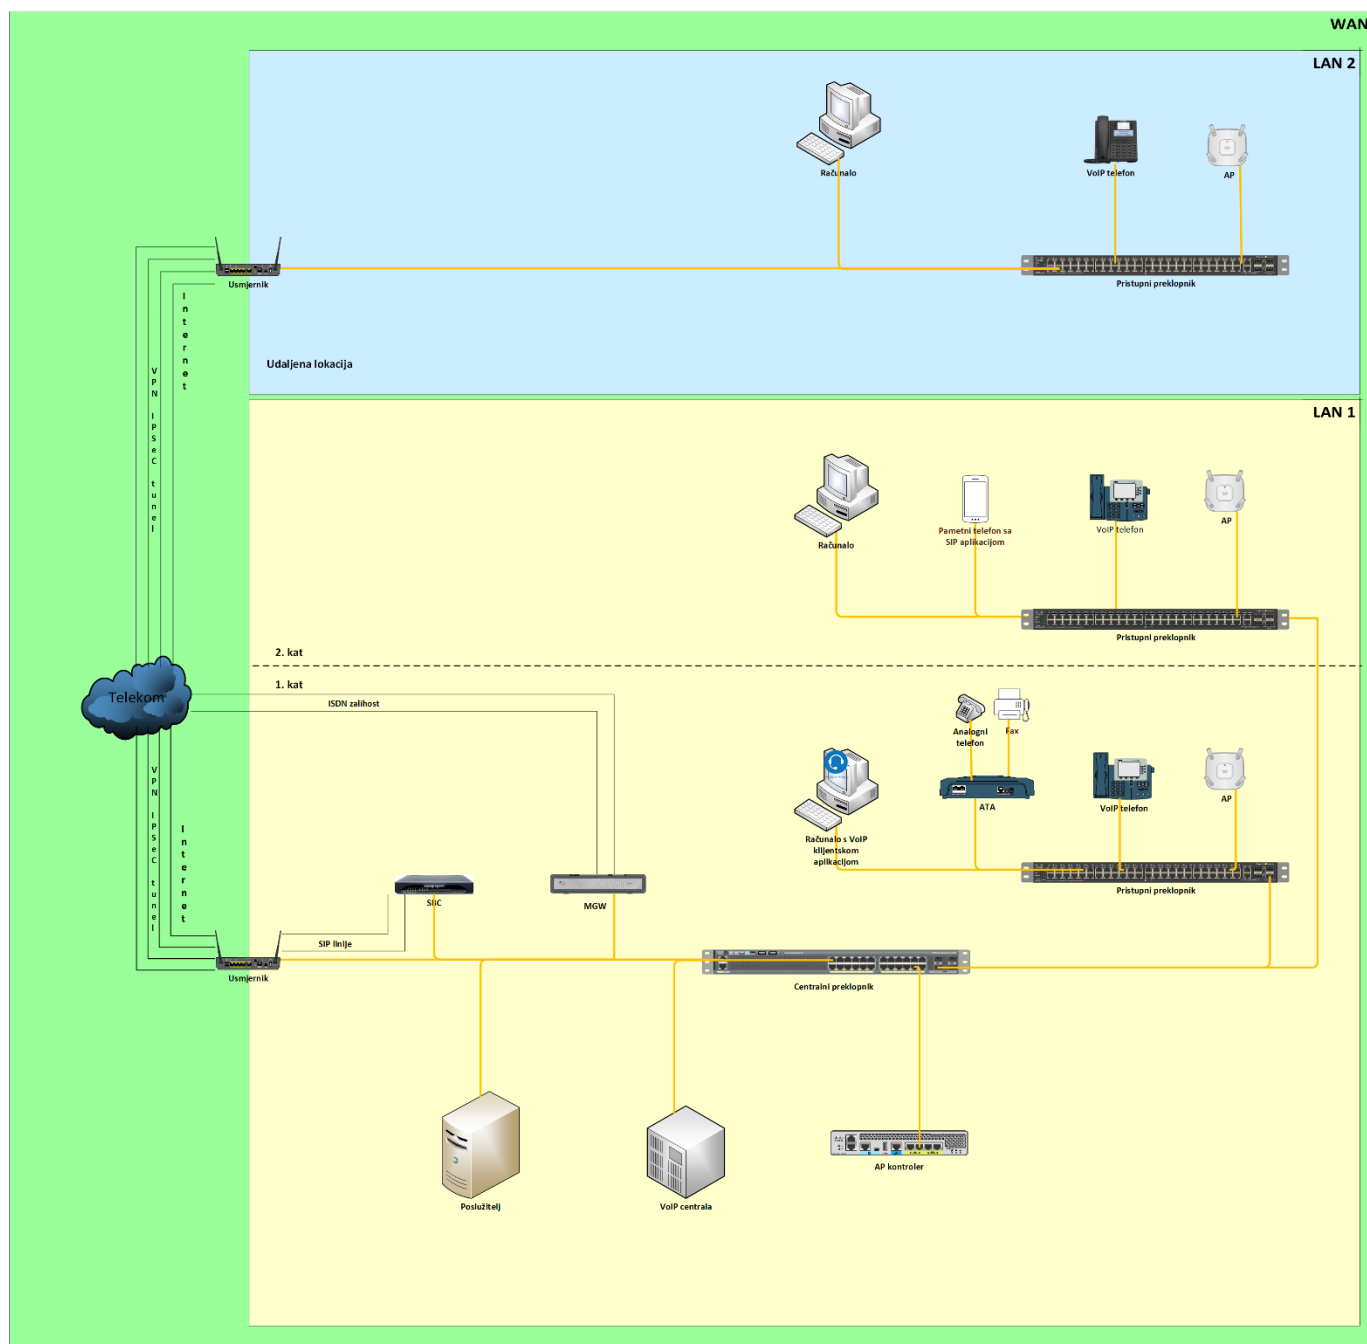 WAN
LAN 2
Računalo
VoIP telefon
AP
Usmjernik
Pristupni preklopnik
Internet
Udaljena lokacija
VPN IPSeC tunel
LAN 1
Računalo
Pametni telefon sa
SIP aplikacijom
VoIP telefon
AP
Pristupni preklopnik
2. kat
1. kat
Telekom
ISDN zalihost
Analogni
telefon
Fax
ATA
VoIP telefon
AP
Računalo s VoIP
klijentskom
aplikacijom
Pristupni preklopnik
VPN IPSeC tunel
Internet
SBC
MGW
SIP linije
Usmjernik
Centralni preklopnik
AP kontroler
Poslužitelj
VoIP centrala